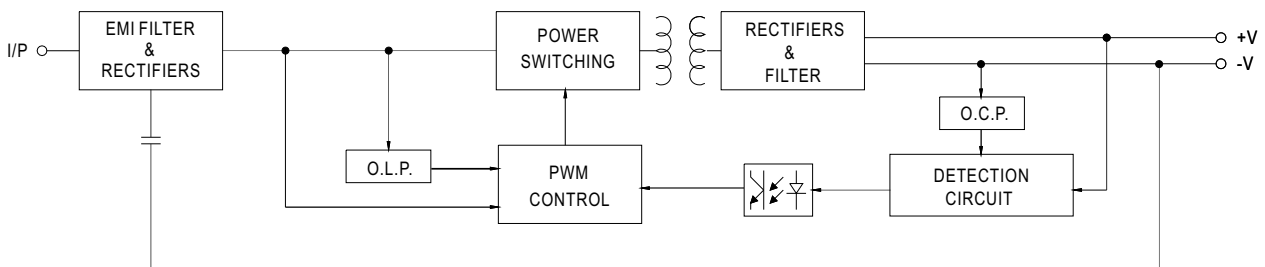 I/P
EMI FILTER
&
RECTIFIERS
POWER
SWITCHING
RECTIFIERS
&
FILTER
+V
-V
O.C.P.
O.L.P.
PWM
CONTROL
DETECTION
CIRCUIT